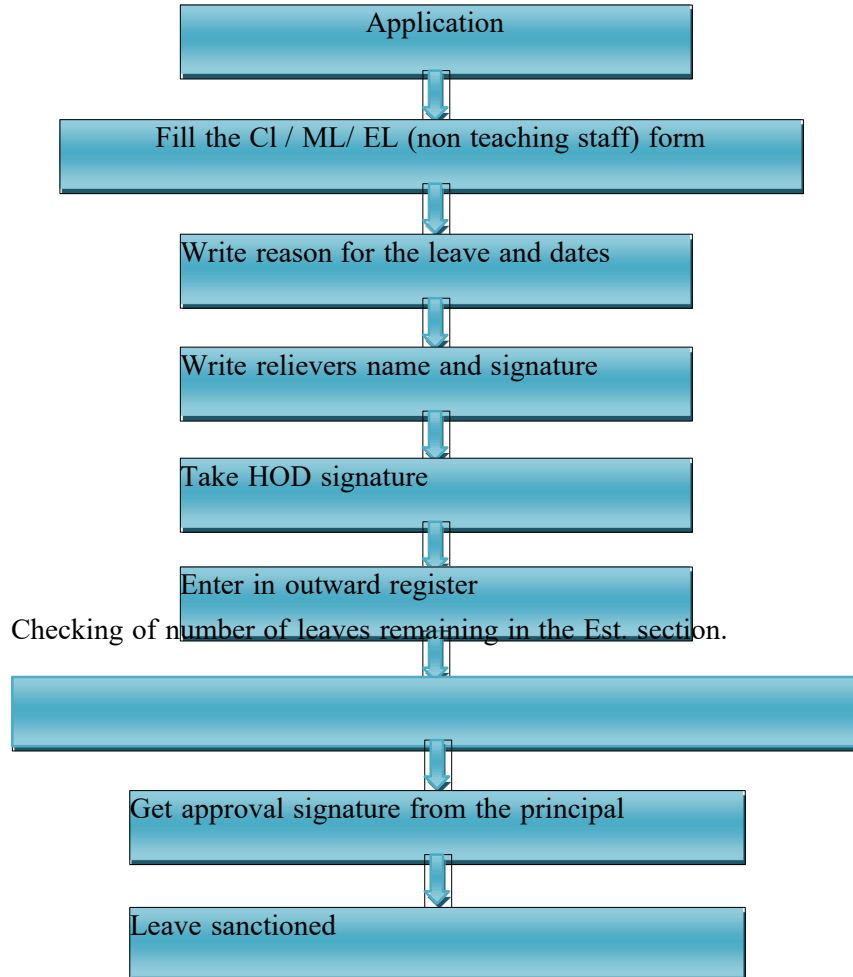 Application
Fill the Cl / ML/ EL (non teaching staff) form
Write reason for the leave and dates
Write relievers name and signature
Take HOD signature
Enter in outward register
Checking of number of leaves remaining in the Est. section.
Get approval signature from the principal
Leave sanctioned